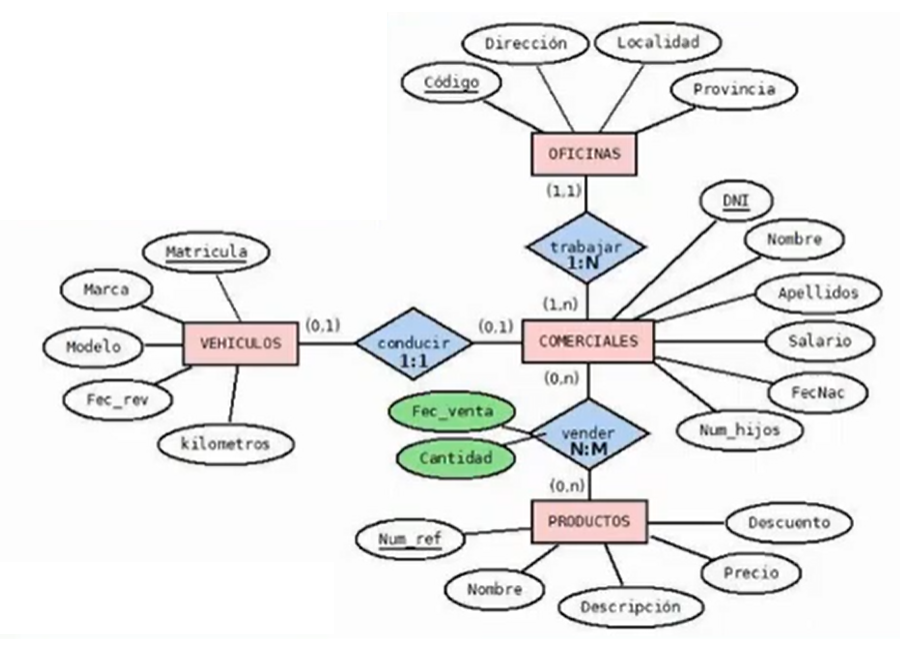 Dirección
Localidad
Código
Provincia
OFICINAS
(1,1)
DNI
trabajar
1:N
Nombre
Matricula
Marca
Apellidos
(1,n)
(0,1)
(0,1)
VEHICULOS
conducir
1:1
COMERCIALES
Salario
Modelo
(0,n)
FecNac
Fec_rev
Fec_venta
Num_hijos
vender
N:M
kilometros
Cantidad
(0,n)
PRODUCTOS
Descuento
Num_ref
Precio
Nombre
Descripción